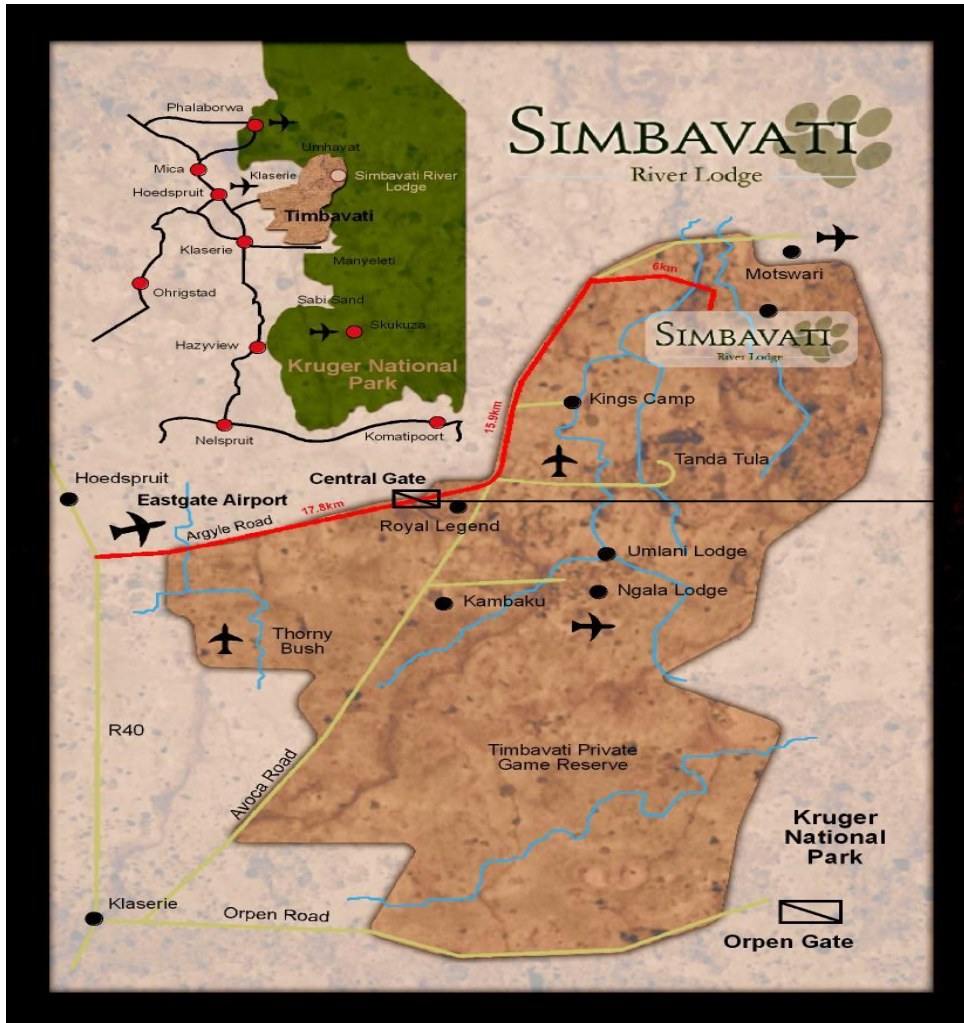 SIMBAVATI
River Lodge
Phalaborwa
Umhavat
Mica
Klaserie
Simbavati River
Lodge
Hoedspruit
Timbavati
Klaserie
Manyeleti
Ohrigstad
Sabi Sand
Skukuza
Hazyview
Kruger National
Park
Nelspruit
Komatipoort
Motswari
6km
SIMBAVATI
River Lodge
Kings Camp
15.9km
Tanda Tula
Hoedspruit
Central Gate
Eastgate Airport
17.8km
Argyle Road
Royal Legend
Umlani Lodge
Ngala Lodge
Kambaku
Thorny
Bush
R40
Timbavati Private
Game Reserve
Avoca Road
Kruger
National
Park
Klaserie
Orpen Road
Orpen Gate